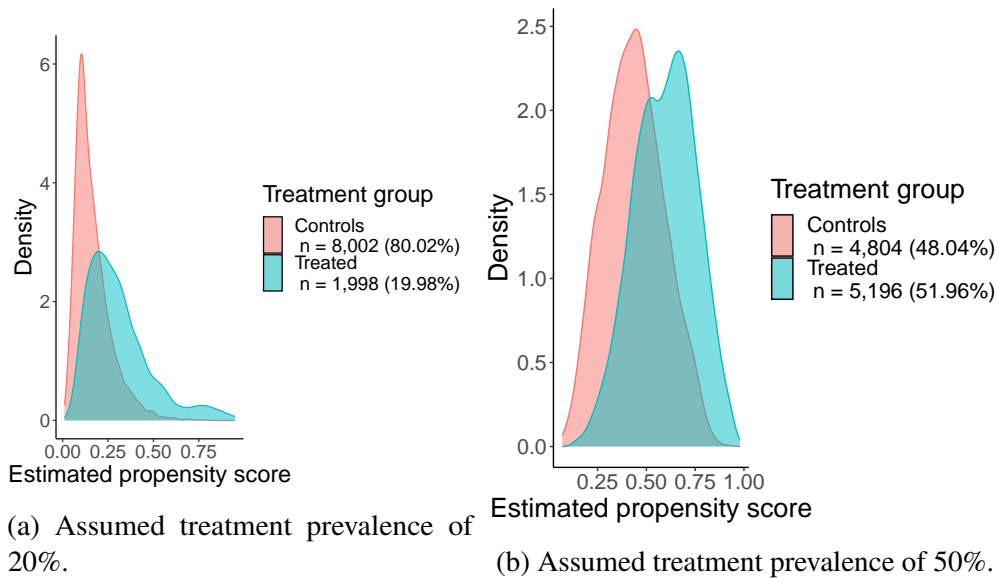 6
4
2
0
Density
0.00 0.25 0.50 0.75
Estimated propensity score
Treatment group
Controls
n = 8,002 (80.02%)
Treated
n = 1,998 (19.98%)
(a) Assumed treatment prevalence of
20%.
2.5
2.0
1.5
1.0
0.5
0.0
Density
0.25 0.50 0.75 1.00
Estimated propensity score
Treatment group
Controls
n = 4,804 (48.04%)
Treated
n = 5,196 (51.96%)
(b) Assumed treatment prevalence of 50%.